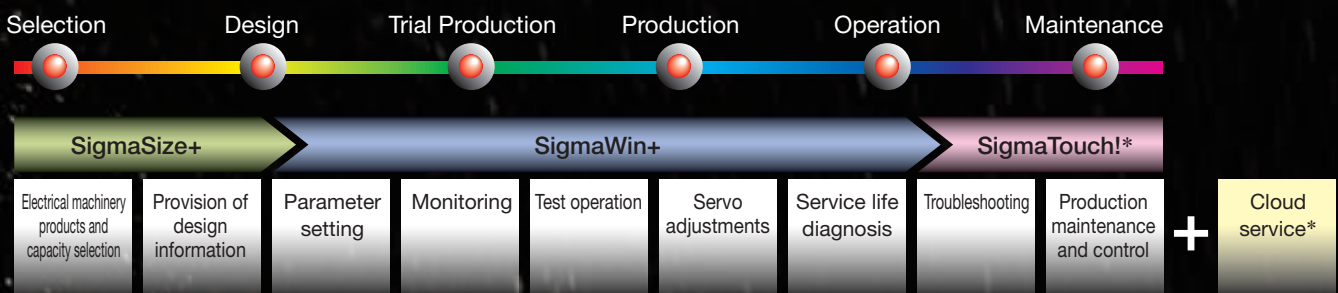 Selection Design Trial Production Production Operation Maintenance
SigmaSize+ SigmaWin+ SigmaTouch!*
Electrical machinery
products and
capacity selection
Provision of
design
information
Parameter
setting
Monitoring
Test operation
Servo
adjustments
Service life
diagnosis
Troubleshooting
Production
maintenance
and control
+
Cloud
service*